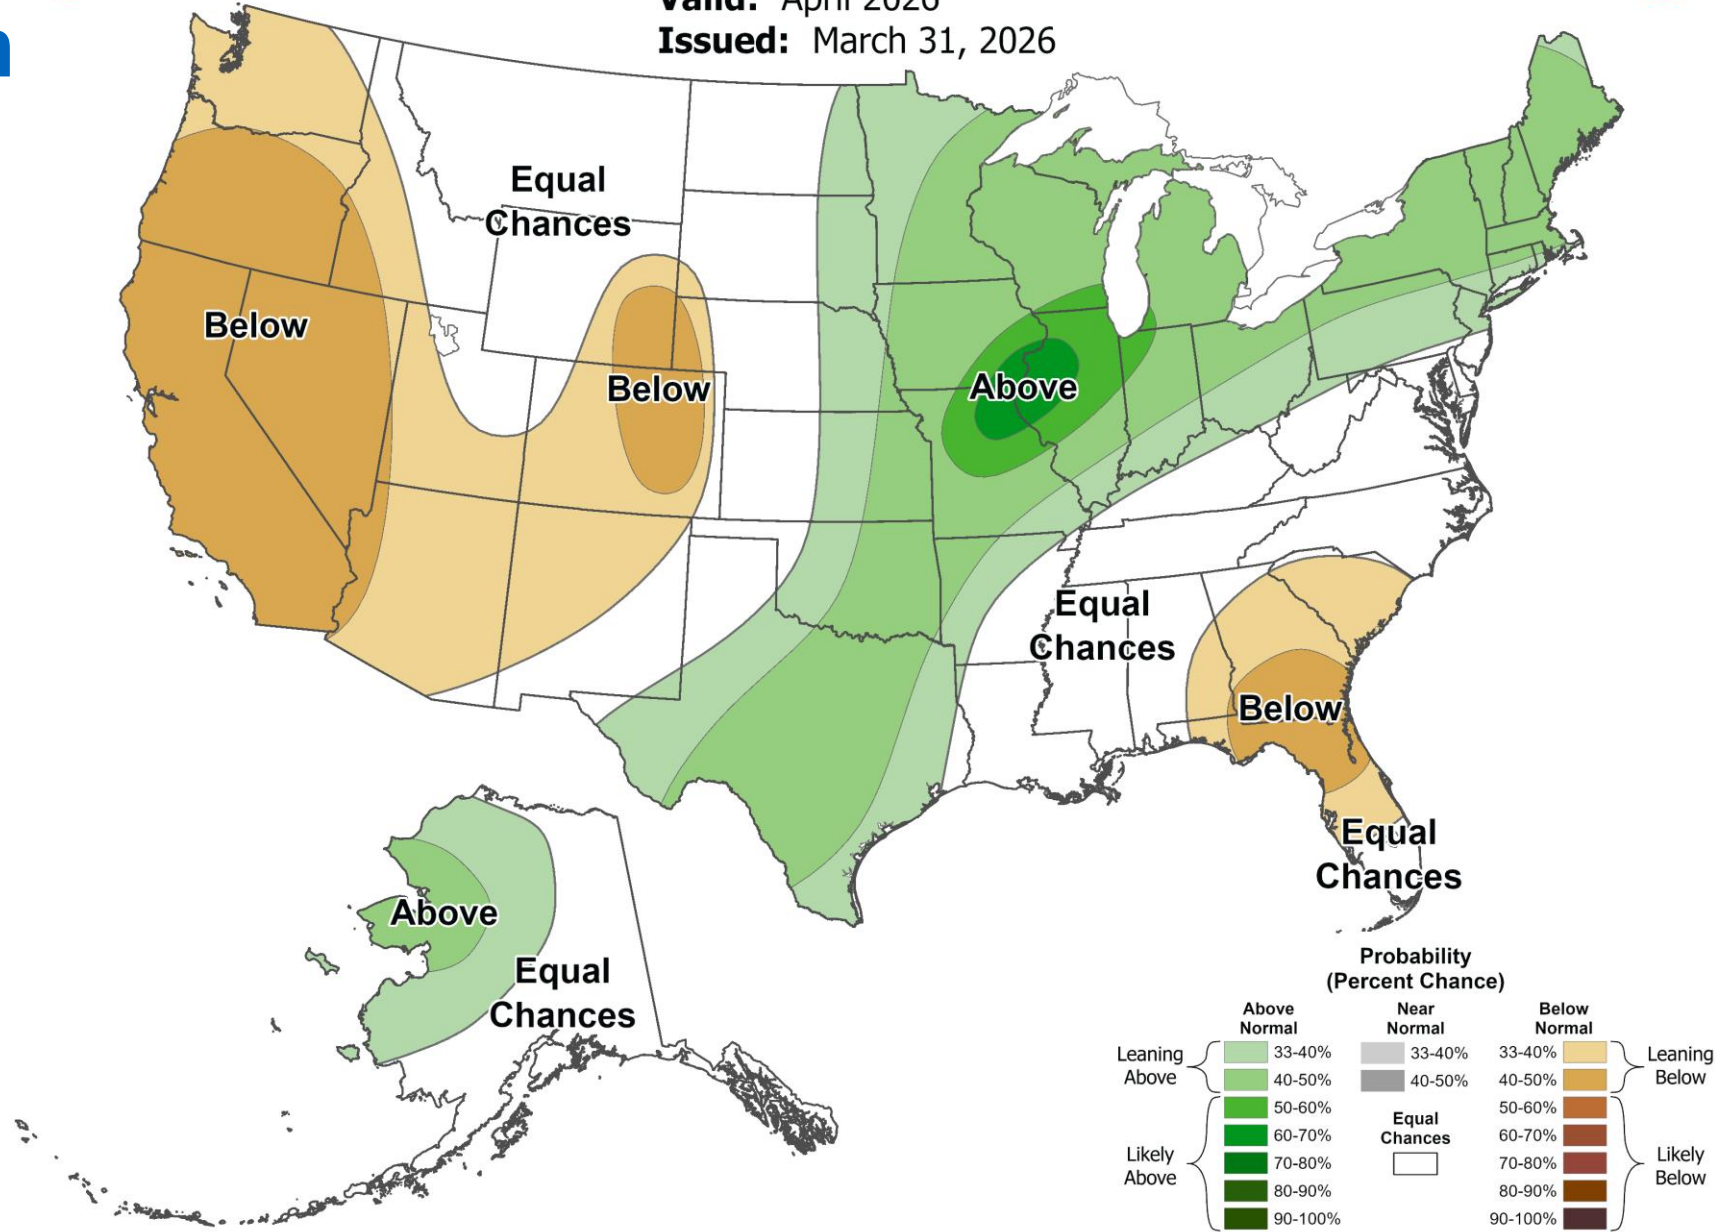 Valid: April 2026
Issued: March 31, 2026
Equal
Chances
Below
Below
Above
Equal
Chances
Below
Equal
Chances
Above
Equal
Chances
Probability
(Percent Chance)
Above
Normal
Near
Normal
Below
Normal
Leaning
Above
33-40%
33-40%
33-40%
Leaning
Below
40-50%
40-50%
40-50%
50-60%
50-60%
Equal
Chances
60-70%
60-70%
Likely
Above
70-80%
70-80%
Likely
Below
80-90%
80-90%
90-100%
90-100%